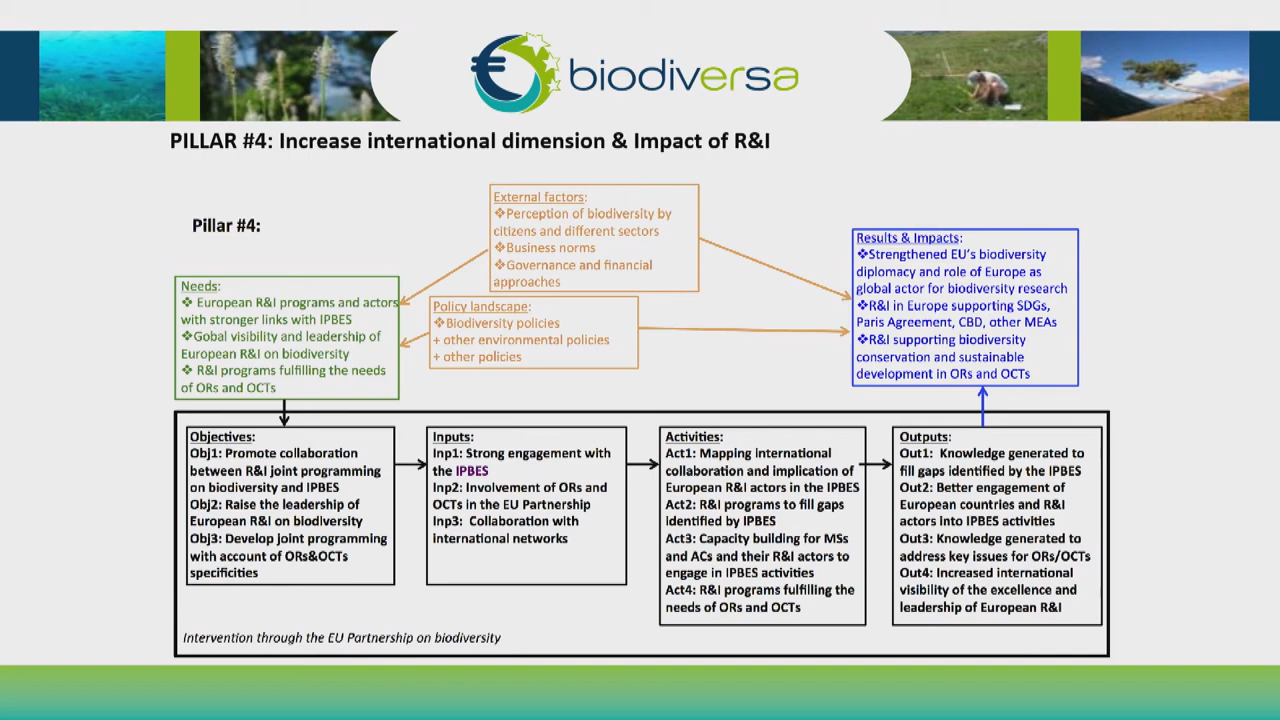 biodiversa
PILLAR #4: Increase international dimension & Impact of R&I
Pillar #4:
External factors:
❖Perception of biodiversity by
citizens and different sectors
❖Business norms
❖Governance and financial
approaches
Results & Impacts:
❖Strengthened EU's biodiversity
diplomacy and role of Europe as
global actor for biodiversity research
❖R&I in Europe supporting SDGs,
Paris Agreement, CBD, other MEAs
❖R&I supporting biodiversity
conservation and sustainable
development in ORs and OCTs
Needs:
❖ European R&I programs and actors
with stronger links with IPBES
❖Gobal visibility and leadership of
European R&I on biodiversity
❖ R&I programs fulfilling the needs
of ORs and OCTs
Policy landscape:
❖Biodiversity policies
+ other environmental policies
+ other policies
Objectives:
Obj1: Promote collaboration
between R&I joint programming
on biodiversity and IPBES
Obj2: Raise the leadership of
European R&I on biodiversity
Obj3: Develop joint programming
with account of ORs&OCTs
specificities
Inputs:
Inp1: Strong engagement with
the IPBES
Inp2: Involvement of ORs and
OCTs in the EU Partnership
Inp3: Collaboration with
International networks
Activities:
Act1: Mapping international
collaboration and implication of
European R&I actors in the IPBES
Act2: R&I programs to fill gaps
identified by IPBES
Act3: Capacity building for MSs
and ACs and their R&I actors to
engage in IPBES activities
Act4: R&I programs fulfilling the
needs of ORs and OCTs
Outputs:
Out1: Knowledge generated to
fill gaps identified by the IPBES
Out2: Better engagement of
European countries and R&I
actors into IPBES activities
Out3: Knowledge generated to
address key issues for ORs/OCTs
Out4: Increased international
visibility of the excellence and
leadership of European R&I
Intervention through the EU Partnership on biodiversity